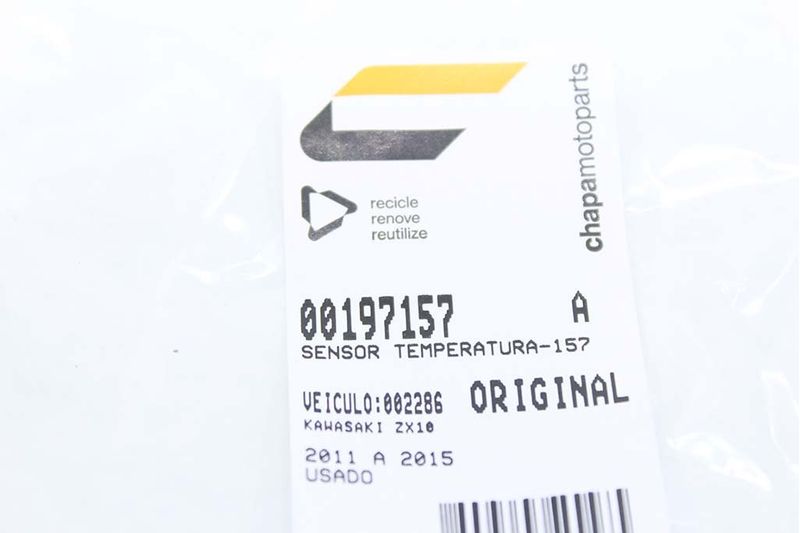 chapamotoparts
recicle
renove
reutilize
00197157 A
SENSOR TEMPERATURA-157
VEICULO:002286 ORIGINAL
KAWASAKI ZX10
2011 A 2015
USADO